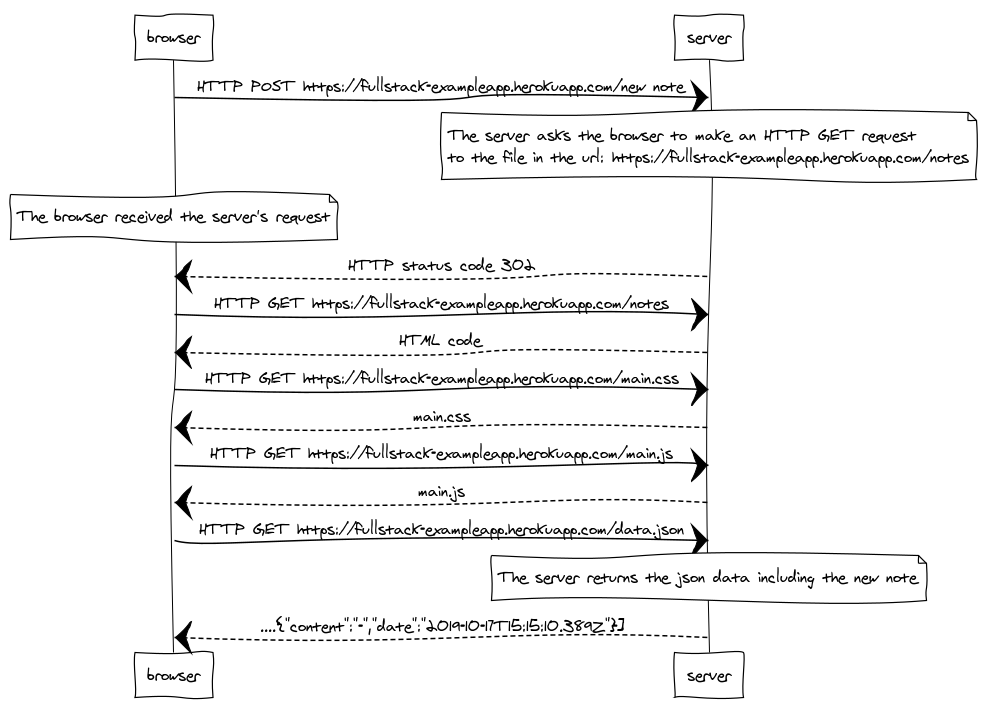 browser
server
HTTP POST https://fullstack-exampleapp.herokuapp.com/new note
The server asks the browser to make an HTTP GET request
to the file in the url; https://fullstack-exampleapp.herokuapp.com/notes
The browser received the server's request
HTTP status code 302
HTTP GET https://fullstack-exampleapp.herokuapp.com/notes
HTML code
HTTP GET https://fullstack-exampleapp.herokuapp.com/main.css
main.css
HTTP GET https://fullstack-exampleapp.herokuapp.com/main.js
main.js
HTTP GET https://fullstack-exampleapp.herokuapp.com/data.json
The server returns the json data including the new note
....{"content":"-","date":"2019-10-17T15;15;10.389Z"}]
browser
server